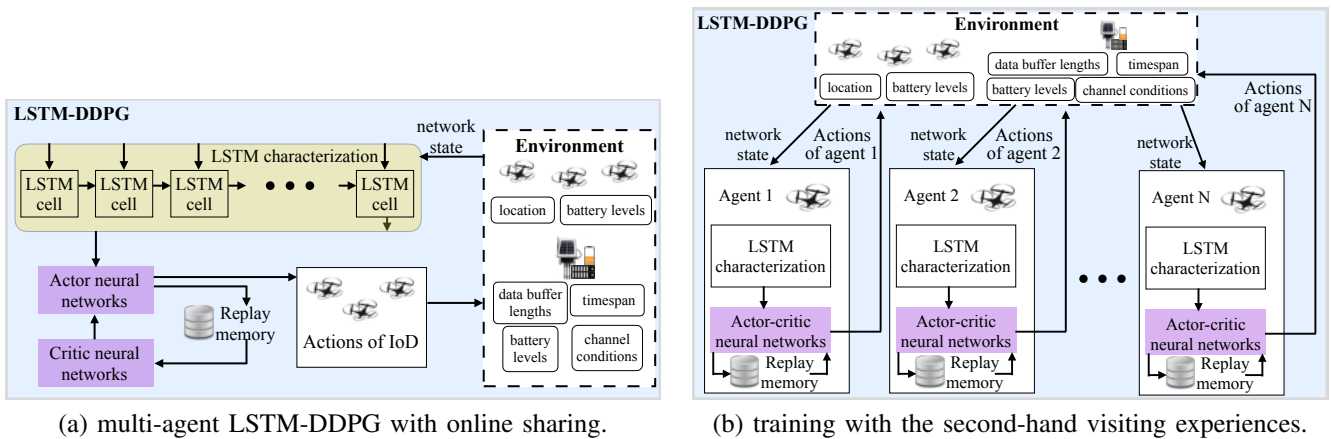 LSTM-DDPG
LSTM characterization
LSTM
cell
LSTM
cell
LSTM
cell
LSTM
cell
network
state
Environment
location
battery levels
data buffer
lengths
timespan
battery
levels
channel
conditions
Actor neural
networks
Replay
memory
Critic neural
networks
Actions of IoD
(a) multi-agent LSTM-DDPG with online sharing.
LSTM-DDPG
Environment
location
battery levels
data buffer lengths
timespan
battery levels
channel conditions
network
state
Actions
of agent 1
network
state
Actions
of agent 2
network
state
Actions
of agent N
Agent 1
LSTM
characterization
Actor-critic
neural networks
Replay
memory
Agent 2
LSTM
characterization
Actor-critic
neural networks
Replay
memory
Agent N
LSTM
characterization
Actor-critic
neural networks
Replay
memory
(b) training with the second-hand visiting experiences.